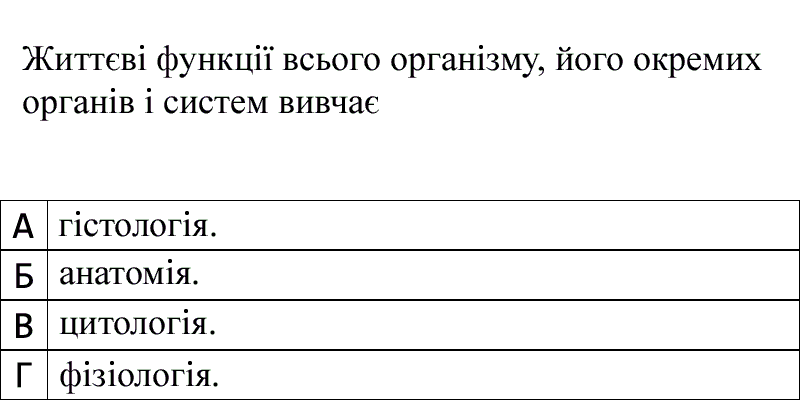 Життєві функції всього організму, його окремих
органів і систем вивчає
А гістологія.
Б анатомія.
В цитологія.
Г фізіологія.